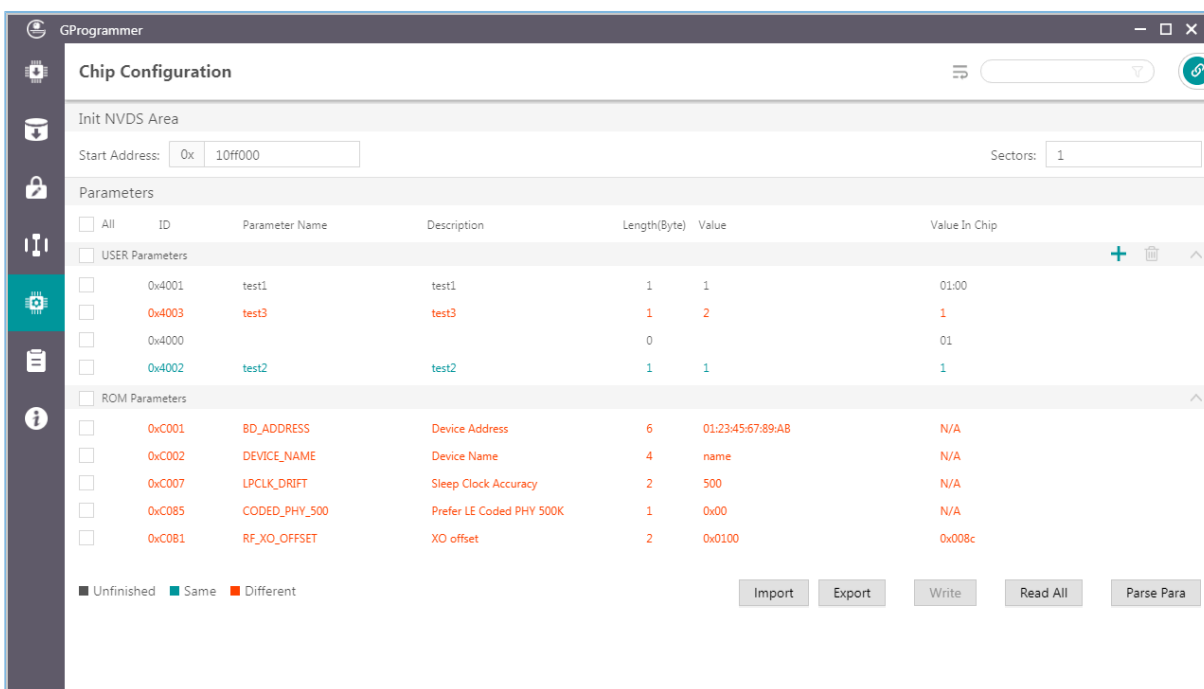 GProgrammer
Chip Configuration
Init NVDS Area
Start Address: 0x 10ff000 Sectors: 1
Parameters
All ID Parameter Name Description Length(Byte) Value Value In Chip
USER Parameters
0x4001 test1 test1 1 1 01:00
0x4003 test3 test3 1 2 1
0x4000 0 01
0x4002 test2 test2 1 1 1
ROM Parameters
0xC001 BD_ADDRESS Device Address 6 01:23:45:67:89:AB N/A
0xC002 DEVICE_NAME Device Name 4 name N/A
0xC007 LPCLK_DRIFT Sleep Clock Accuracy 2 500 N/A
0xC085 CODED_PHY_500 Prefer LE Coded PHY 500K 1 0x00 N/A
0xC0B1 RF_XO_OFFSET XO offset 2 0x0100 0x008c
Unfinished Same Different Import Export Write Read All Parse Para